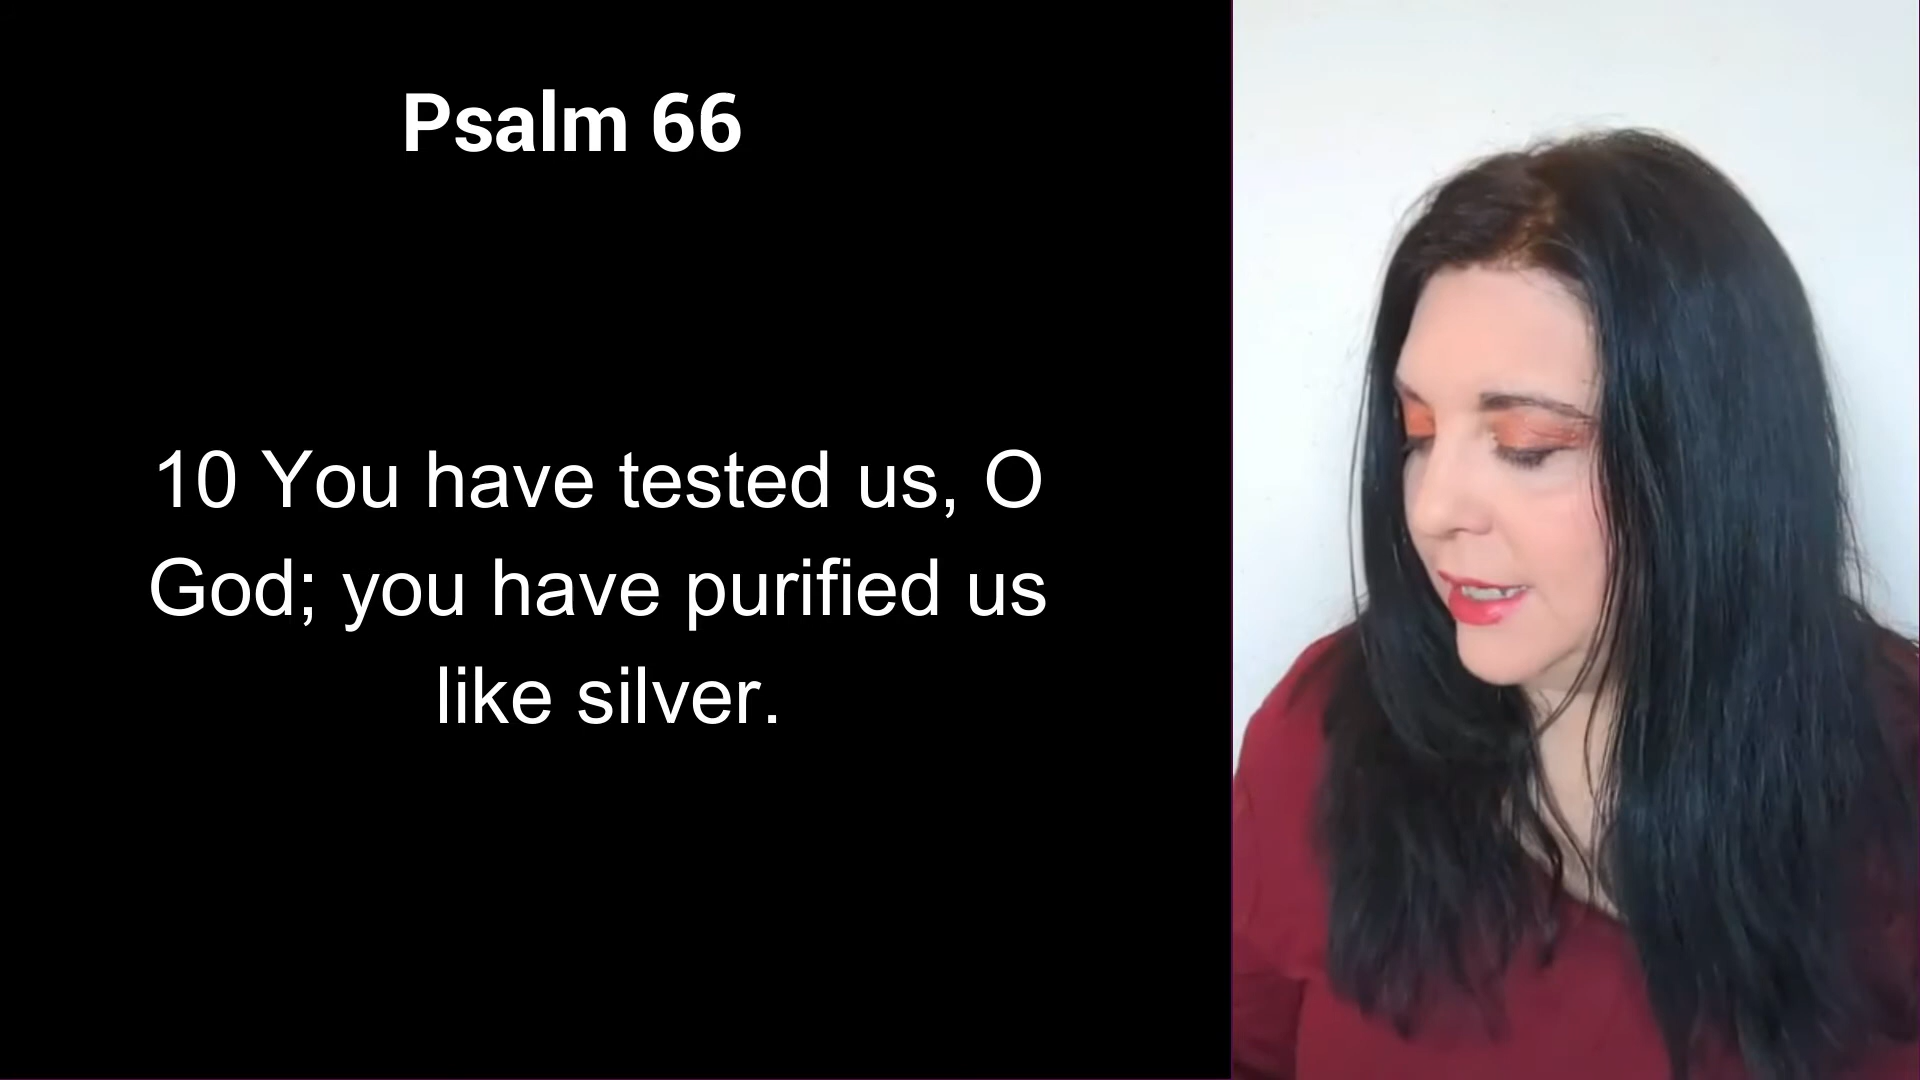 Psalm 66
10 You have tested us, O
God; you have purified us
like silver.